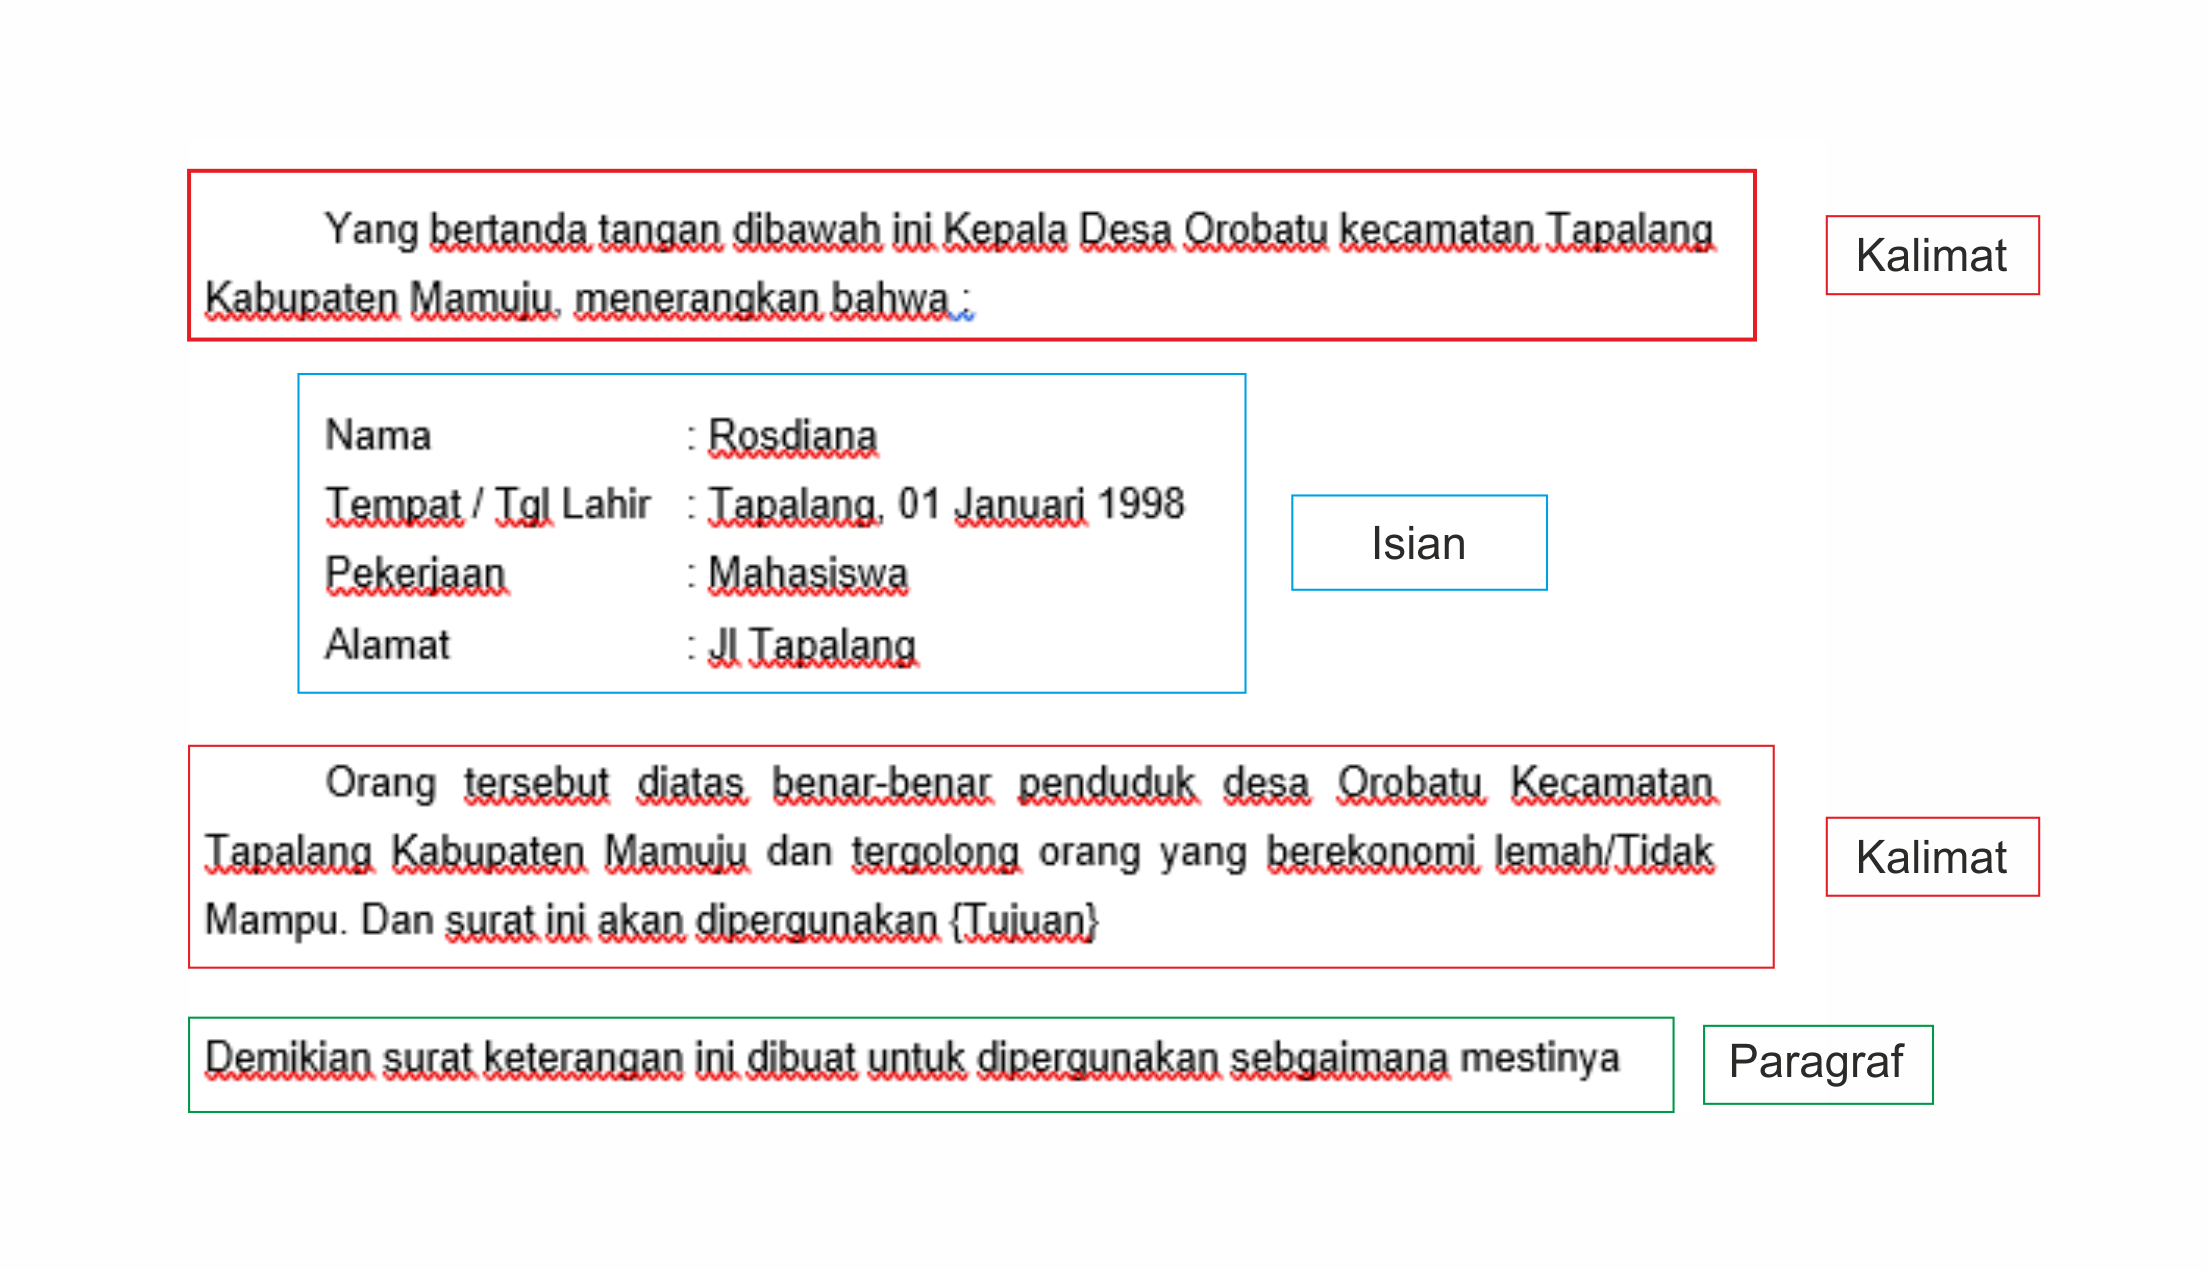 Yang bertanda tangan dibawah ini Kepala Desa Orobatu kecamatan Tapalang
Kabupaten Mamuju, menerangkan bahwa ;
Kalimat
Nama : Rosdiana
Tempat / Tgl Lahir : Tapalang, 01 Januari 1998
Pekerjaan : Mahasiswa
Alamat : Jl Tapalang
Isian
Orang tersebut diatas benar-benar penduduk desa Orobatu Kecamatan
Tapalang Kabupaten Mamuju dan tergolong orang yang berekonomi lemah/Tidak
Mampu. Dan surat ini akan dipergunakan {Tujuan}
Kalimat
Demikian surat keterangan ini dibuat untuk dipergunakan sebgaimana mestinya
Paragraf